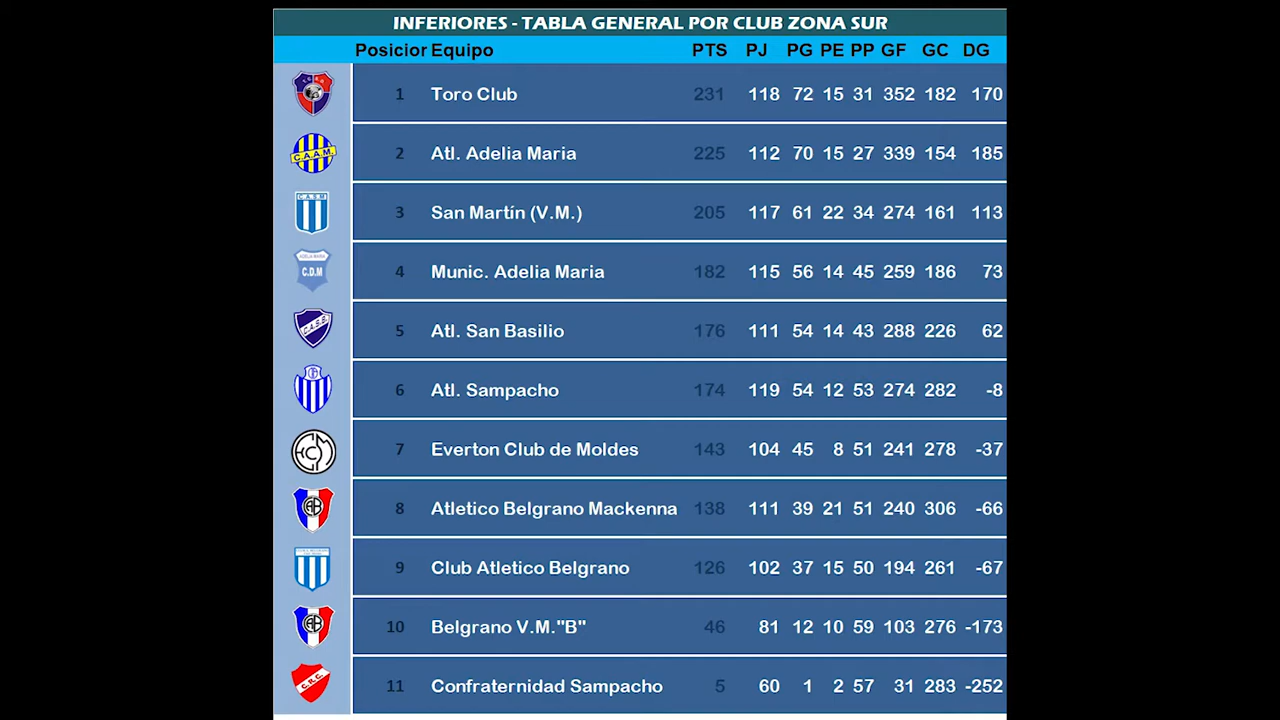 INFERIORES - TABLA GENERAL POR CLUB ZONA SUR
Posicior Equipo PTS PJ PG PE PP GF GC DG
1 Toro Club 231 118 72 15 31 352 182 170
C.A.A.M. 2 Atl. Adelia Maria 225 112 70 15 27 339 154 185
C.A.S.M 3 San Martín (V.M.) 205 117 61 22 34 274 161 113
ADELIA MARIA
C.D.M 4 Munic. Adelia Maria 182 115 56 14 45 259 186 73
C.A.S.B. 5 Atl. San Basilio 176 111 54 14 43 288 226 62
6 Atl. Sampacho 174 119 54 12 53 274 282 -8
7 Everton Club de Moldes 143 104 45 8 51 241 278 -37
AB 8 Atletico Belgrano Mackenna 138 111 39 21 51 240 306 -66
9 Club Atletico Belgrano 126 102 37 15 50 194 261 -67
AB 10 Belgrano V.M."B" 46 81 12 10 59 103 276 -173
C.R.C. 11 Confraternidad Sampacho 5 60 1 2 57 31 283 -252